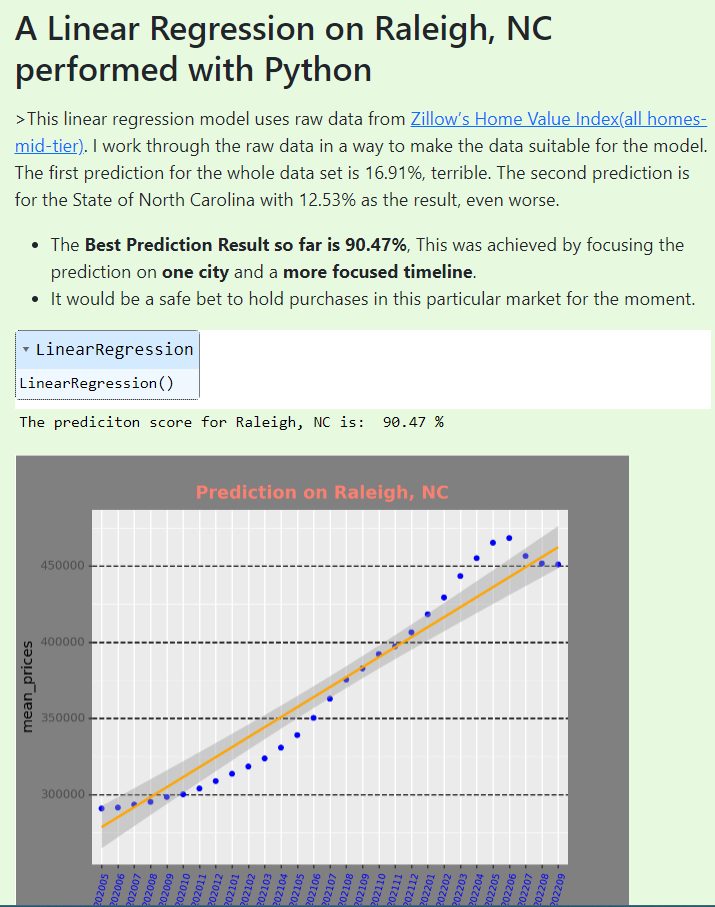 A Linear Regression on Raleigh, NC
performed with Python
>This linear regression model uses raw data from Zillow's Home Value Index(all homes-
mid-tier). I work through the raw data in a way to make the data suitable for the model.
The first prediction for the whole data set is 16.91%, terrible. The second prediction is
for the State of North Carolina with 12.53% as the result, even worse.
• The Best Prediction Result so far is 90.47%, This was achieved by focusing the
prediction on one city and a more focused timeline.
• It would be a safe bet to hold purchases in this particular market for the moment.
▾ LinearRegression
LinearRegression()
The prediciton score for Raleigh, NC is:  90.47 %
Prediction on Raleigh, NC
450000
400000
350000
300000
mean_prices
202005
202006
202007
202008
202009
202010
202011
202012
202101
202102
202103
202104
202105
202106
202107
202108
202109
202110
202111
202112
202201
202202
202203
202204
202205
202206
202207
202208
202209